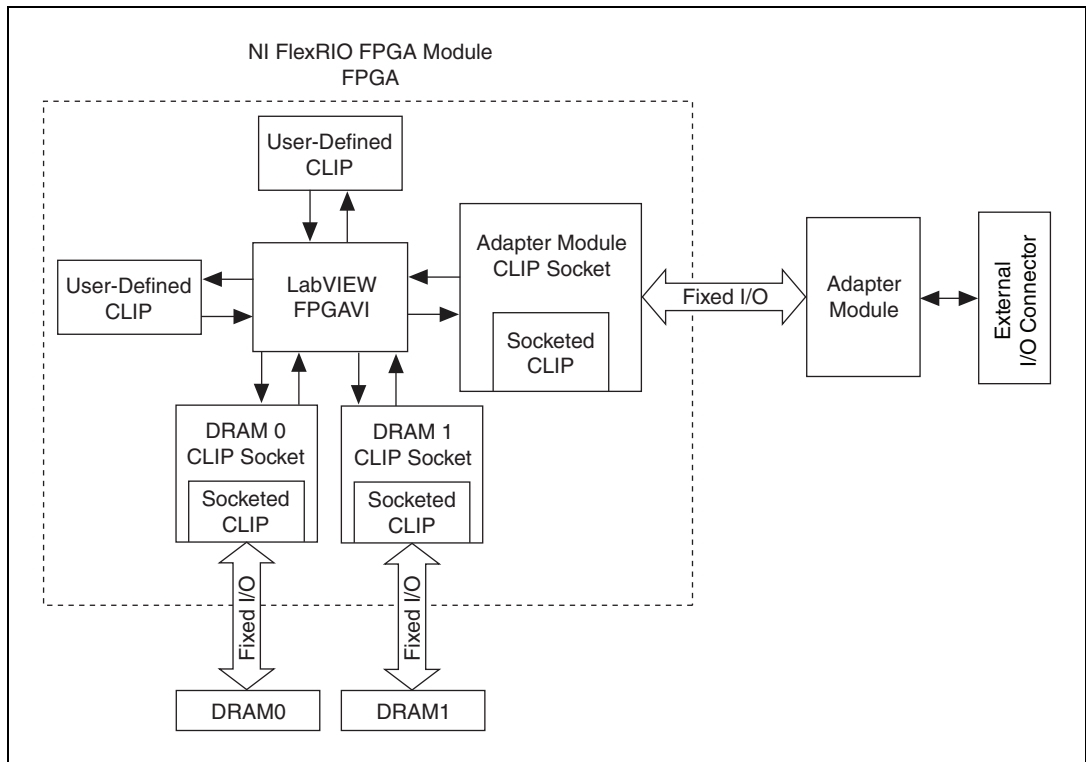 NI FlexRIO FPGA Module
FPGA
User-Defined
CLIP
User-Defined
CLIP
LabVIEW
FPGAVI
Adapter Module
CLIP Socket
Socketed
CLIP
Fixed I/O
Adapter
Module
External
I/O Connector
DRAM 0
CLIP Socket
Socketed
CLIP
DRAM 1
CLIP Socket
Socketed
CLIP
Fixed I/O
Fixed I/O
DRAM0
DRAM1